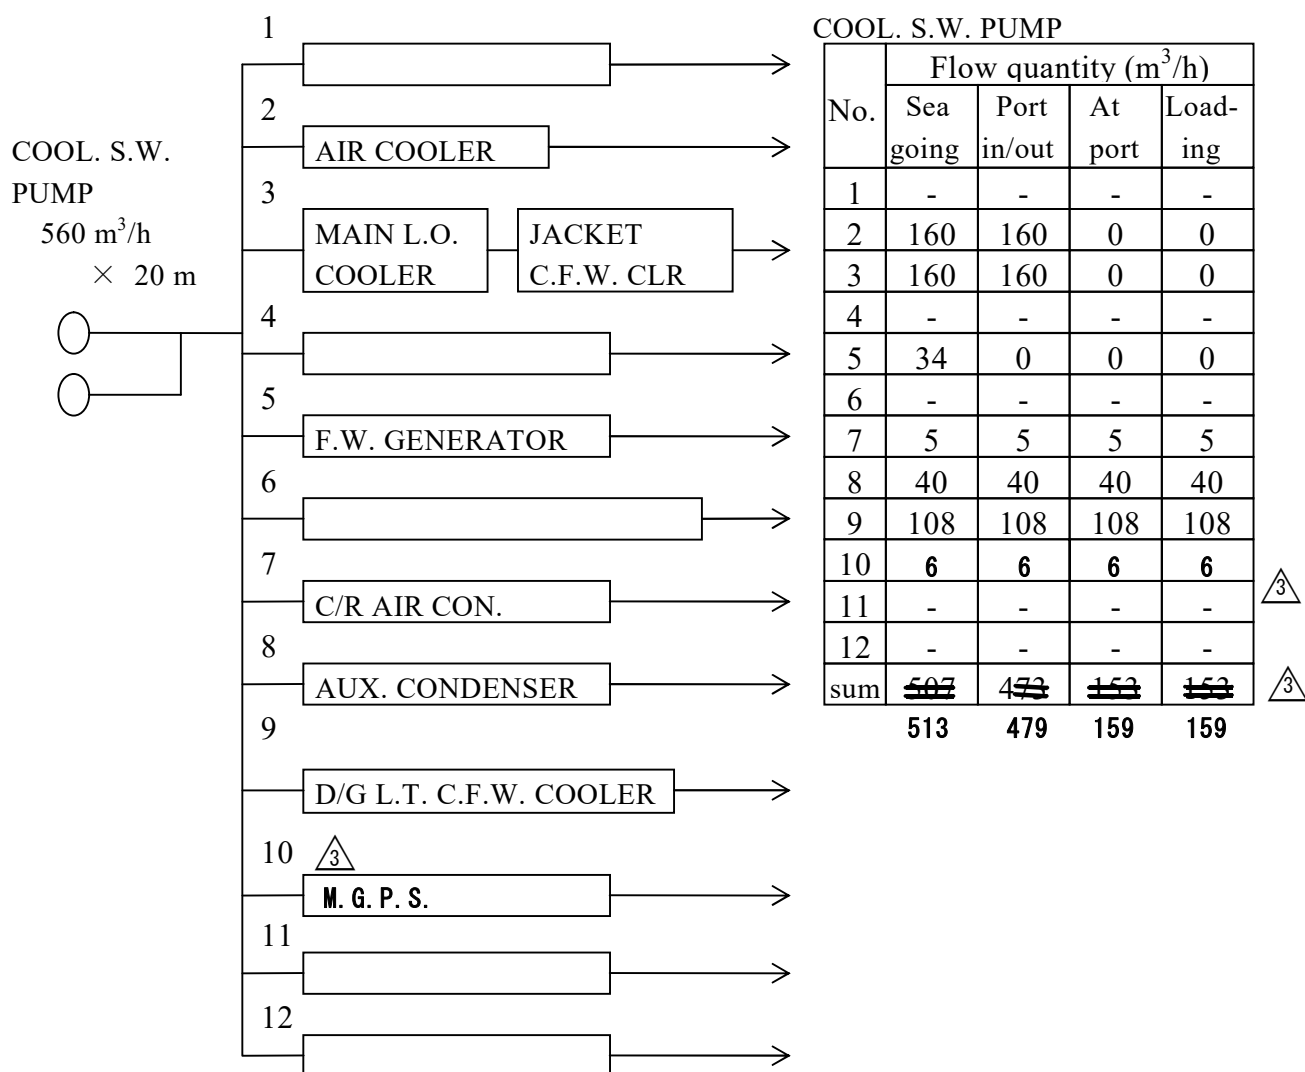 COOL. S.W.
PUMP
560 m³/h
× 20 m
1
2
AIR COOLER
3
MAIN L.O.
COOLER
JACKET
C.F.W. CLR
4
5
F.W. GENERATOR
6
7
C/R AIR CON.
8
AUX. CONDENSER
9
D/G L.T. C.F.W. COOLER
10 3
M.G.P.S.
11
12
COOL. S.W. PUMP
Flow quantity (m³/h)
No. Sea going Port in/out At port Load-ing
1 - - - -
2 160 160 0 0
3 160 160 0 0
4 - - - -
5 34 0 0 0
6 - - - -
7 5 5 5 5
8 40 40 40 40
9 108 108 108 108
10 6 6 6 6
3
11 - - - -
12 - - - -
sum 507 473 153 153 3
513 479 159 159